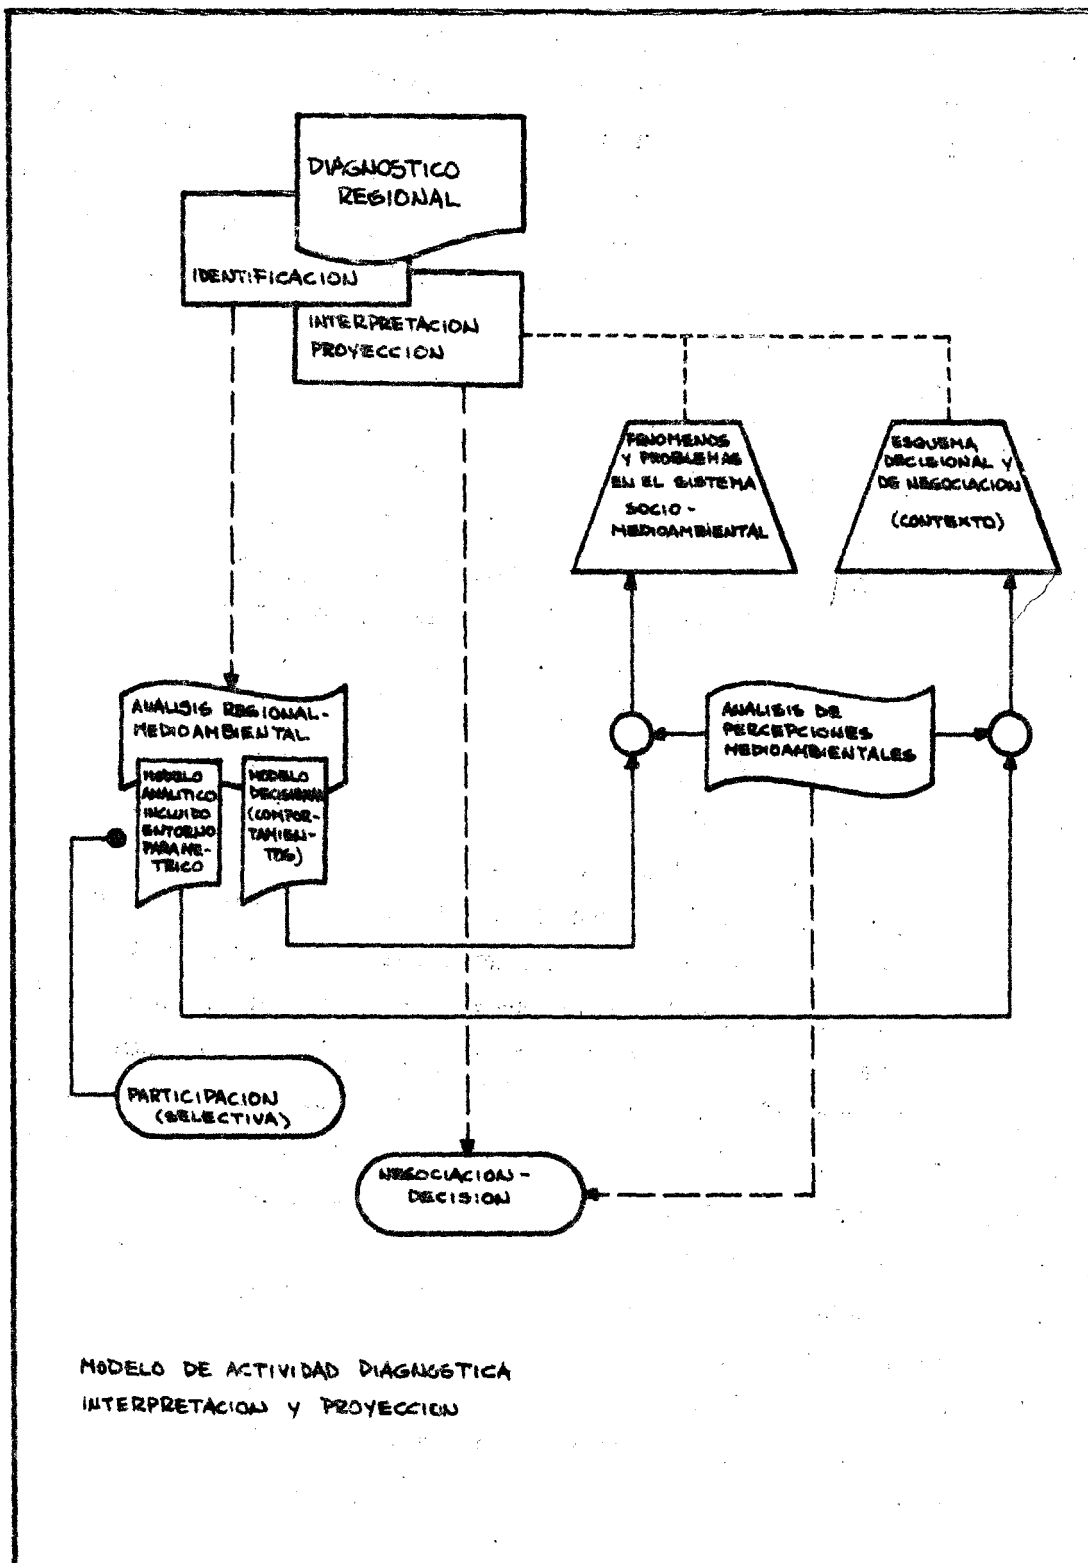 DIAGNOSTICO
REGIONAL
IDENTIFICACION
INTERPRETACION
PROYECCION
FENOMENOS
Y PROBLEMAS
EN EL SISTEMA
SOCIO-
MEDIOAMBIENTAL
ESQUEMA
DECISIONAL Y
DE NEGOCIACION
(CONTEXTO)
ANALISIS REGIONAL-
MEDIOAMBIENTAL
MODELO
ANALITICO
INCLUIDO
ENTORNO
PARAME-
TRICO
MODELO
DECISIONAL
(COMPOR-
TAMIEN-
TOS)
ANALISIS DE
PERCEPCIONES
MEDIOAMBIENTALES
PARTICIPACION
(SELECTIVA)
NEGOCIACION-
DECISION
MODELO DE ACTIVIDAD DIAGNOSTICA
INTERPRETACION Y PROYECCION